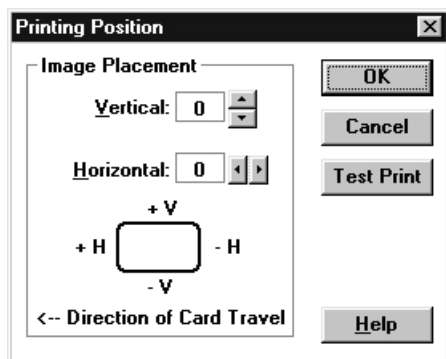 Printing Position
Image Placement
Vertical: 0
Horizontal: 0
+ V
+ H - H
- V
<-- Direction of Card Travel
OK
Cancel
Test Print
Help